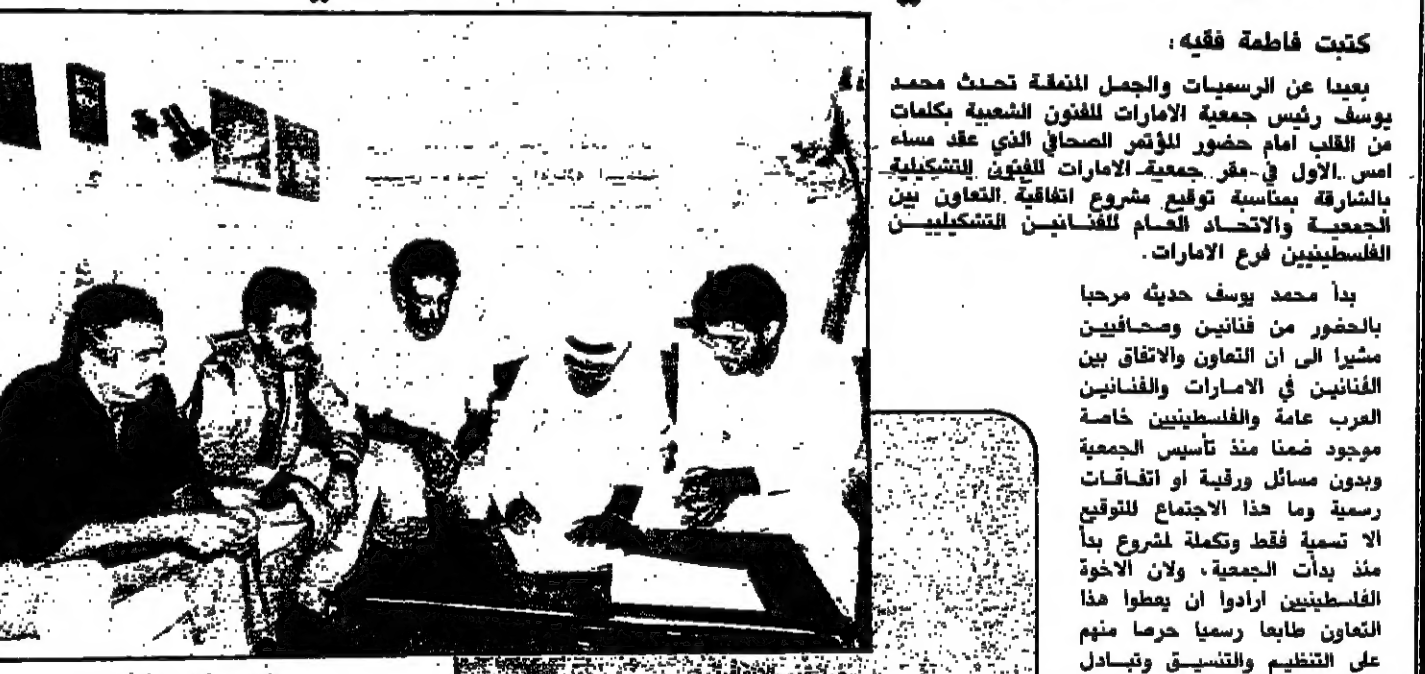 كتبت فاطمة فقيه :
بعيدا عن الرسميات والجمل المنمقة تحدث محمد
يوسف رئيس جمعية الامارات للفنون الشعبية بكلمات
من القلب امام حضور المؤتمر الصحافي الذي عقد مساء
امس الاول في مقر جمعية الامارات للفنون التشكيلية
بالشارقة بمناسبة توقيع مشروع اتفاقية التعاون بين
الجمعية والاتحاد العام للفنانين التشكيليين
الفلسطينيين فرع الامارات .
بدأ محمد يوسف حديثه مرحبا
بالحضور من فنانين وصحافيين
مشيرا الى ان التعاون والاتفاق بين
الفنانين في الامارات والفنانين
العرب عامة والفلسطينيين خاصة
موجود ضمنا منذ تأسيس الجمعية
وبدون مسائل ورقية او اتفاقات
رسمية وما هذا الاجتماع للتوقيع
الا تسمية فقط وتكملة لمشروع بدأ
منذ بدأت الجمعية ، ولان الاخوة
الفلسطينيين ارادوا ان يعطوا هذا
التعاون طابعا رسميا حرصا منهم
على التنظيم والتنسيق وتبادل